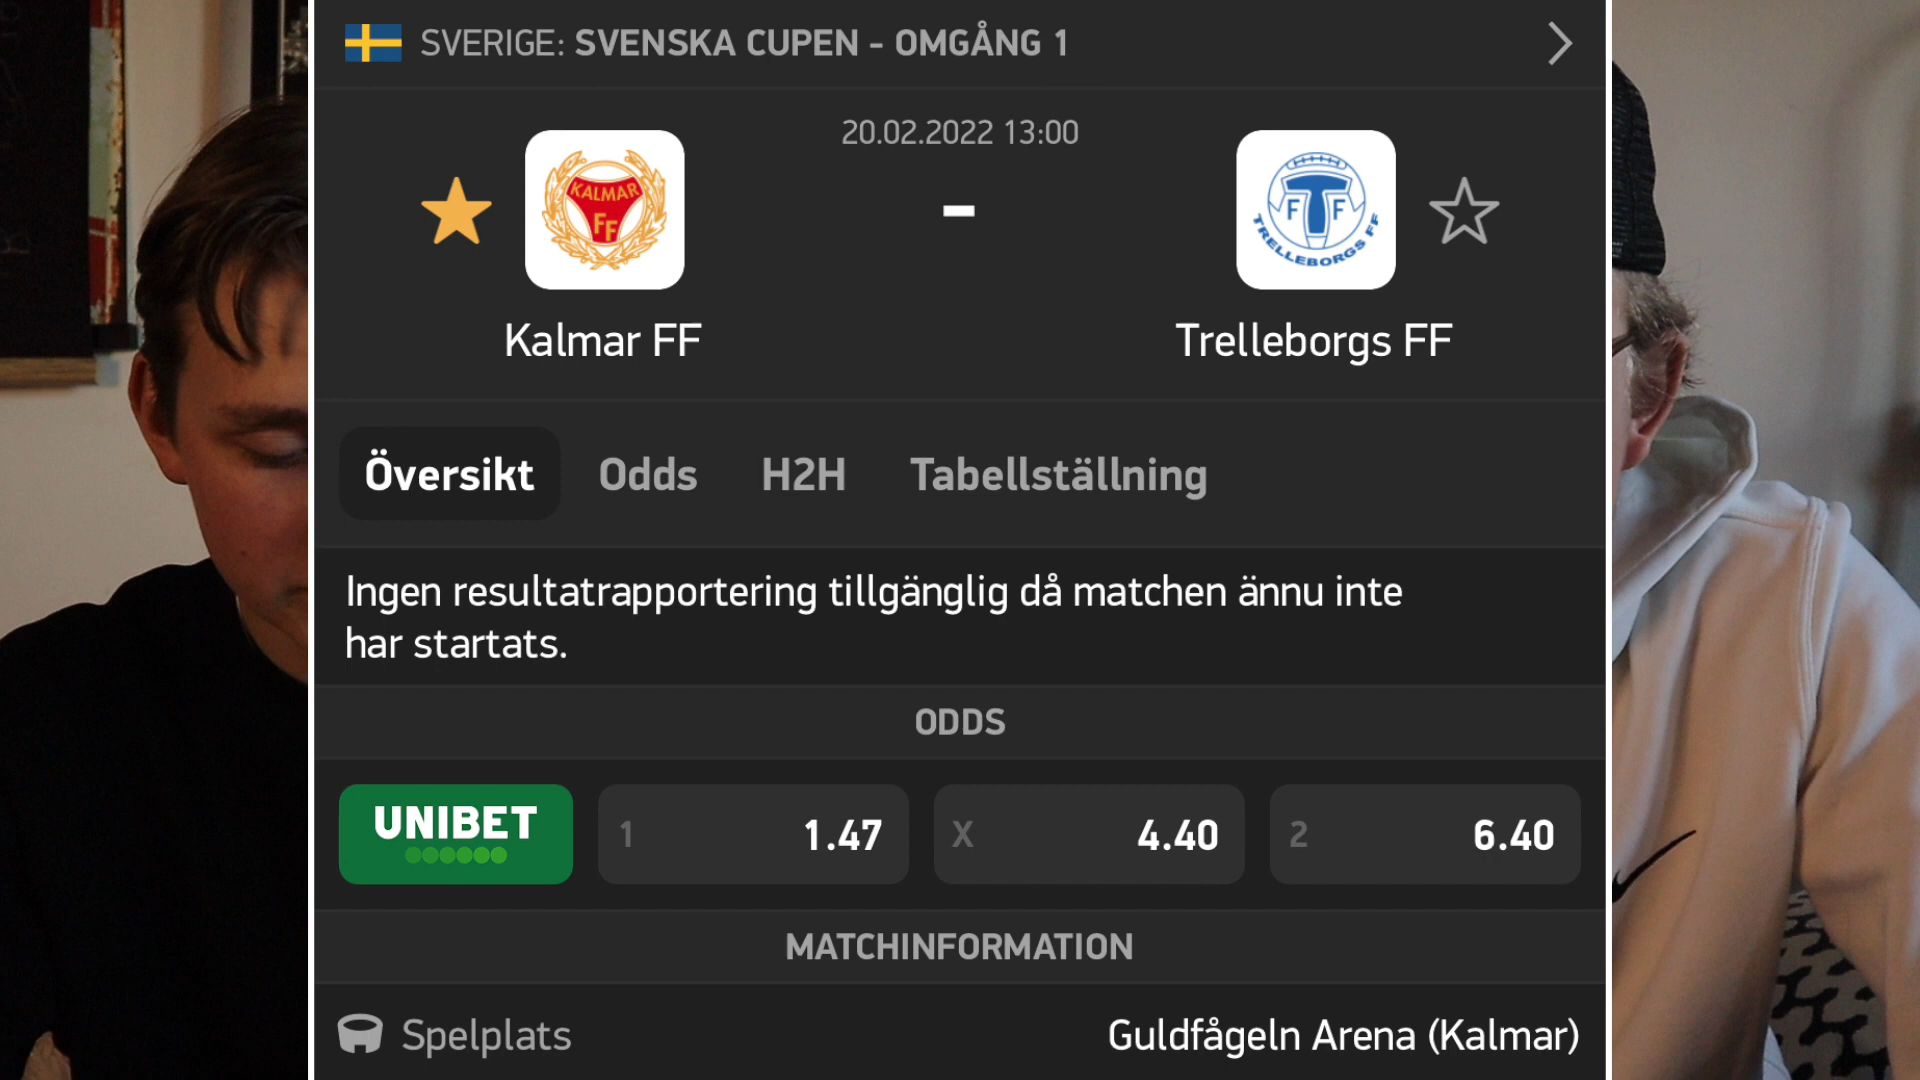 SVERIGE: SVENSKA CUPEN - OMGÅNG 1
20.02.2022 13:00
KALMAR
FF
-
F F
TRELLEBORGS FF
Kalmar FF
Trelleborgs FF
Översikt Odds H2H Tabellställning
Ingen resultatrapportering tillgänglig då matchen ännu inte
har startats.
ODDS
UNIBET 1 1.47 X 4.40 2 6.40
MATCHINFORMATION
Spelplats Guldfågeln Arena (Kalmar)